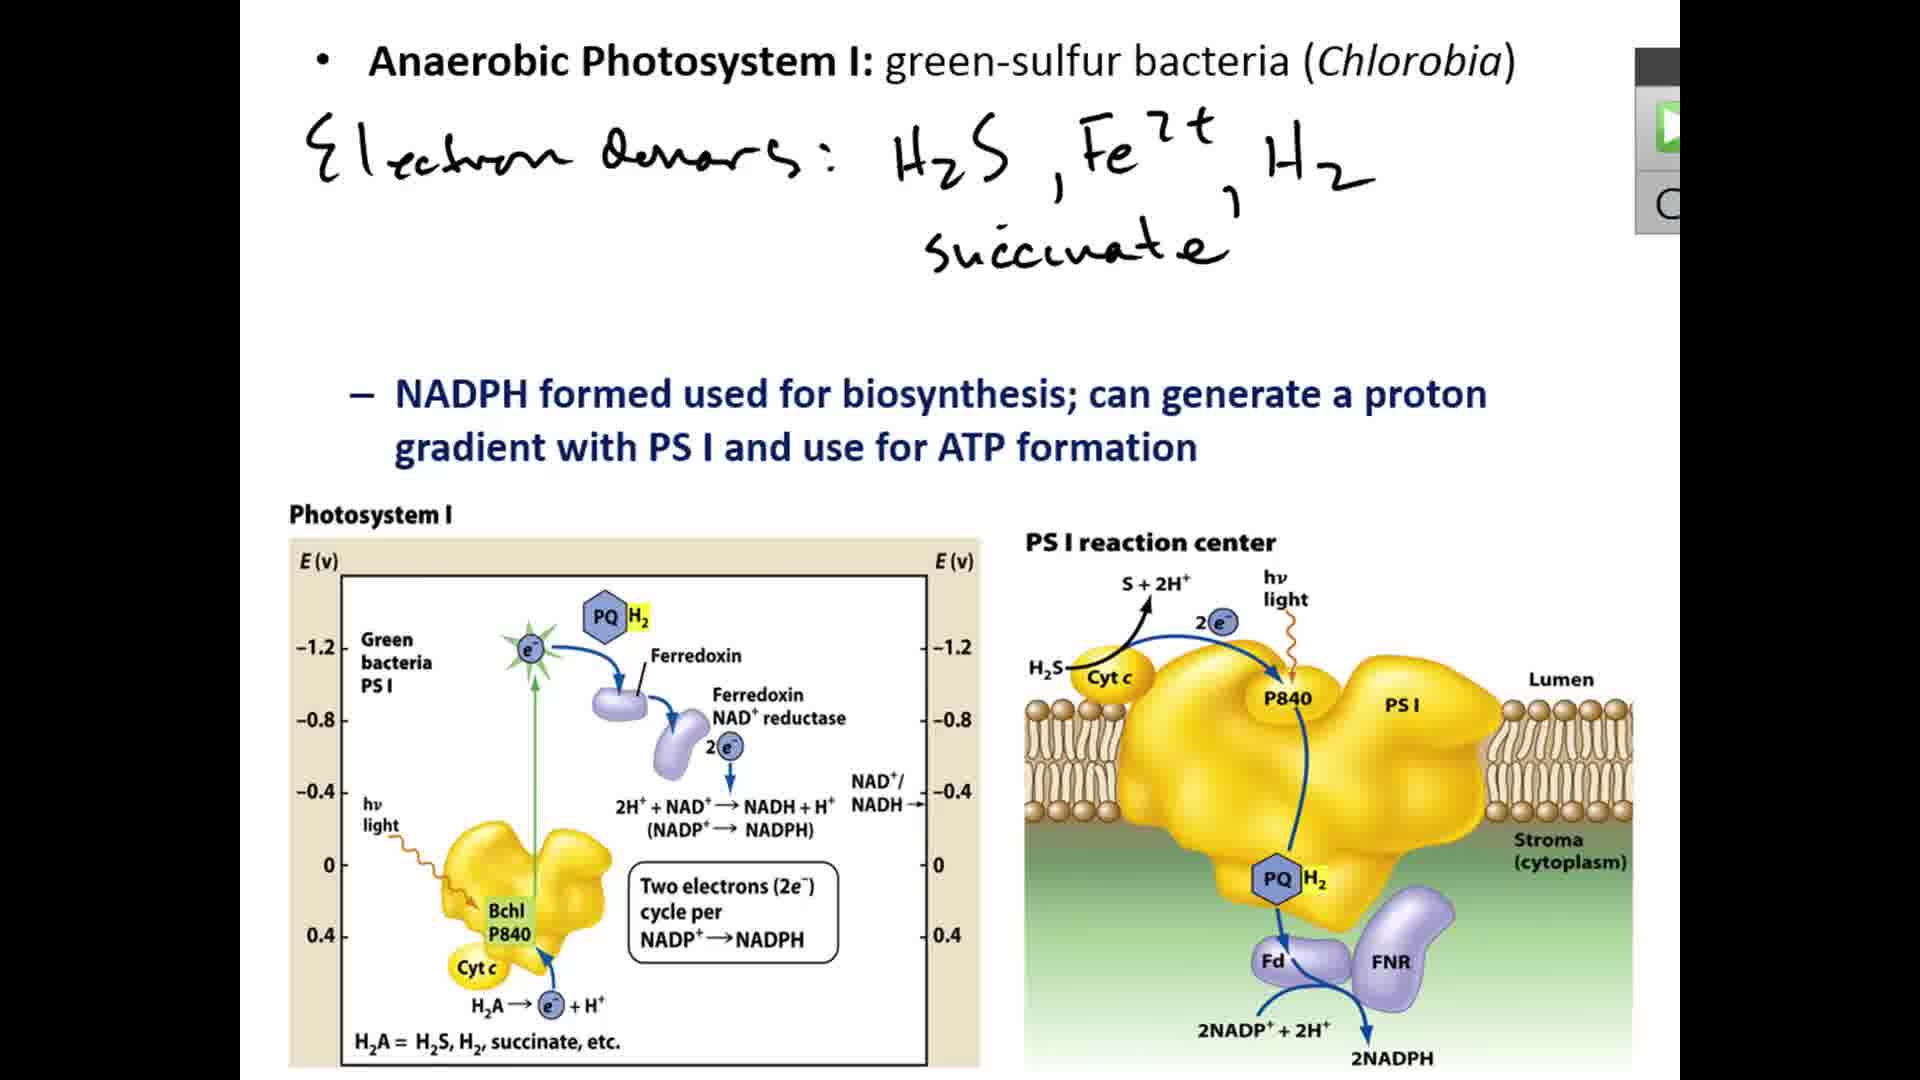 • Anaerobic Photosystem I: green-sulfur bacteria (Chlorobia)
Electron donors: H₂S, Fe²⁺, H₂
succinate
– NADPH formed used for biosynthesis; can generate a proton
gradient with PS I and use for ATP formation
Photosystem I
E (v)
E (v)
PQ H₂
–1.2
Green
bacteria
PS I
e⁻
Ferredoxin
–1.2
–0.8
Ferredoxin
NAD⁺ reductase
–0.8
2 e⁻
–0.4
2H⁺ + NAD⁺ → NADH + H⁺
(NADP⁺ → NADPH)
NAD⁺/
NADH →
–0.4
hν
light
0
0
Two electrons (2e⁻)
cycle per
NADP⁺ → NADPH
0.4
Bchl
P840
0.4
Cyt c
H₂A → e⁻ + H⁺
H₂A = H₂S, H₂, succinate, etc.
PS I reaction center
S + 2H⁺
hν
light
2 e⁻
H₂S
Cyt c
P840
PS I
Lumen
Stroma
(cytoplasm)
PQ H₂
Fd
FNR
2NADP⁺ + 2H⁺
2NADPH